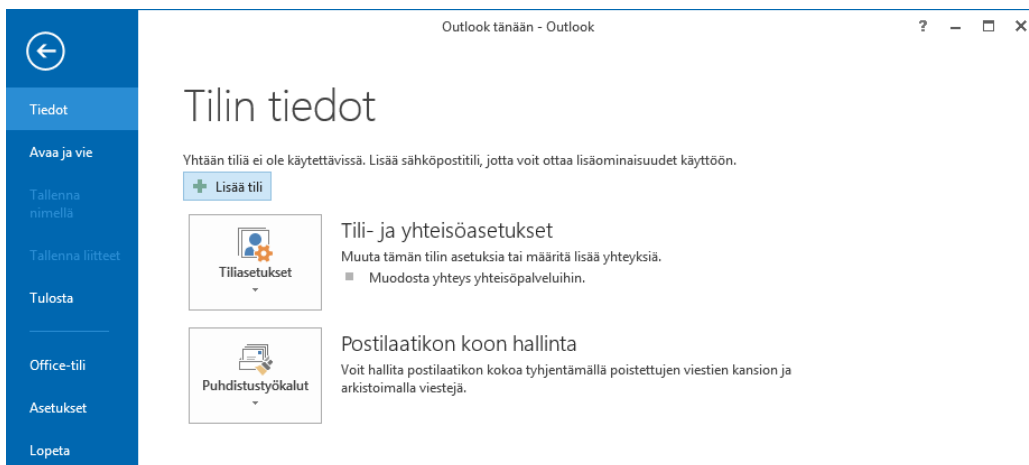 Outlook tänään - Outlook
?
Tiedot
Avaa ja vie
Tallenna
nimellä
Tallenna liitteet
Tulosta
Office-tili
Asetukset
Lopeta
Tilin tiedot
Yhtään tiliä ei ole käytettävissä. Lisää sähköpostitili, jotta voit ottaa lisäominaisuudet käyttöön.
Lisää tili
Tiliasetukset
Tili- ja yhteisöasetukset
Muuta tämän tilin asetuksia tai määritä lisää yhteyksiä.
Muodosta yhteys yhteisöpalveluihin.
Puhdistustyökalut
Postilaatikon koon hallinta
Voit hallita postilaatikon kokoa tyhjentämällä poistettujen viestien kansion ja
arkistoimalla viestejä.